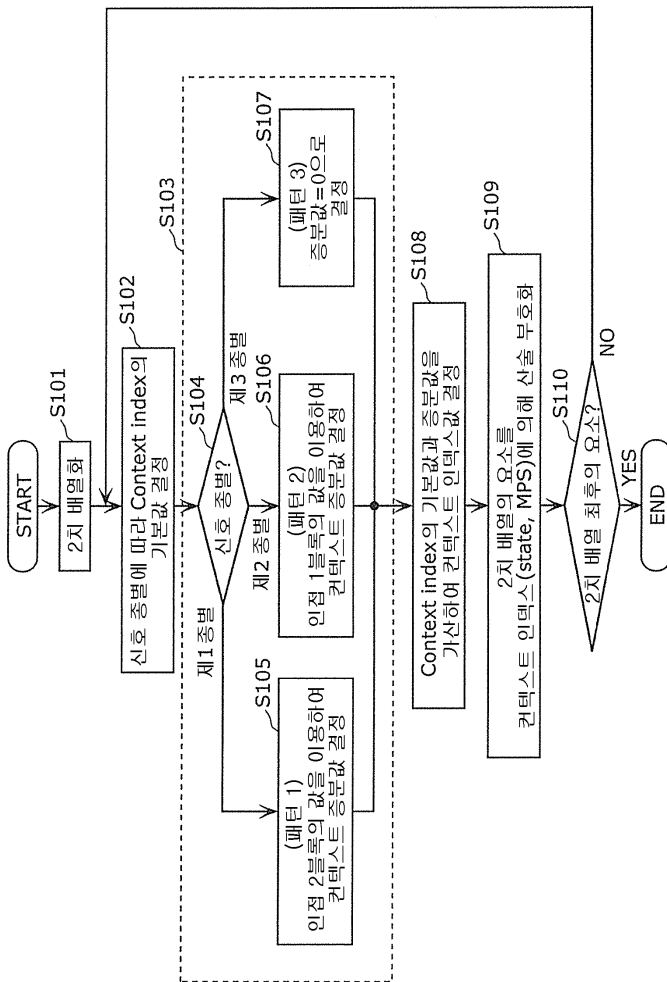 START
S101
2치 배열화
S102
신호 종별에 따라 Context index의
기본값 결정
S103
S104
신호 종별?
제1 종별
제2 종별
제3 종별
S105
(패턴 1)
인접 2블록의 값을 이용하여
컨텍스트 증분값 결정
S106
(패턴 2)
인접 1블록의 값을 이용하여
컨텍스트 증분값 결정
S107
(패턴 3)
증분값=0으로
결정
S108
Context index의 기본값과 증분값을
가산하여 컨텍스트 인덱스값 결정
S109
2치 배열의 요소를
컨텍스트 인덱스(state, MPS)에 의해 산술 부호화
S110
2치 배열 최후의 요소?
NO
YES
END